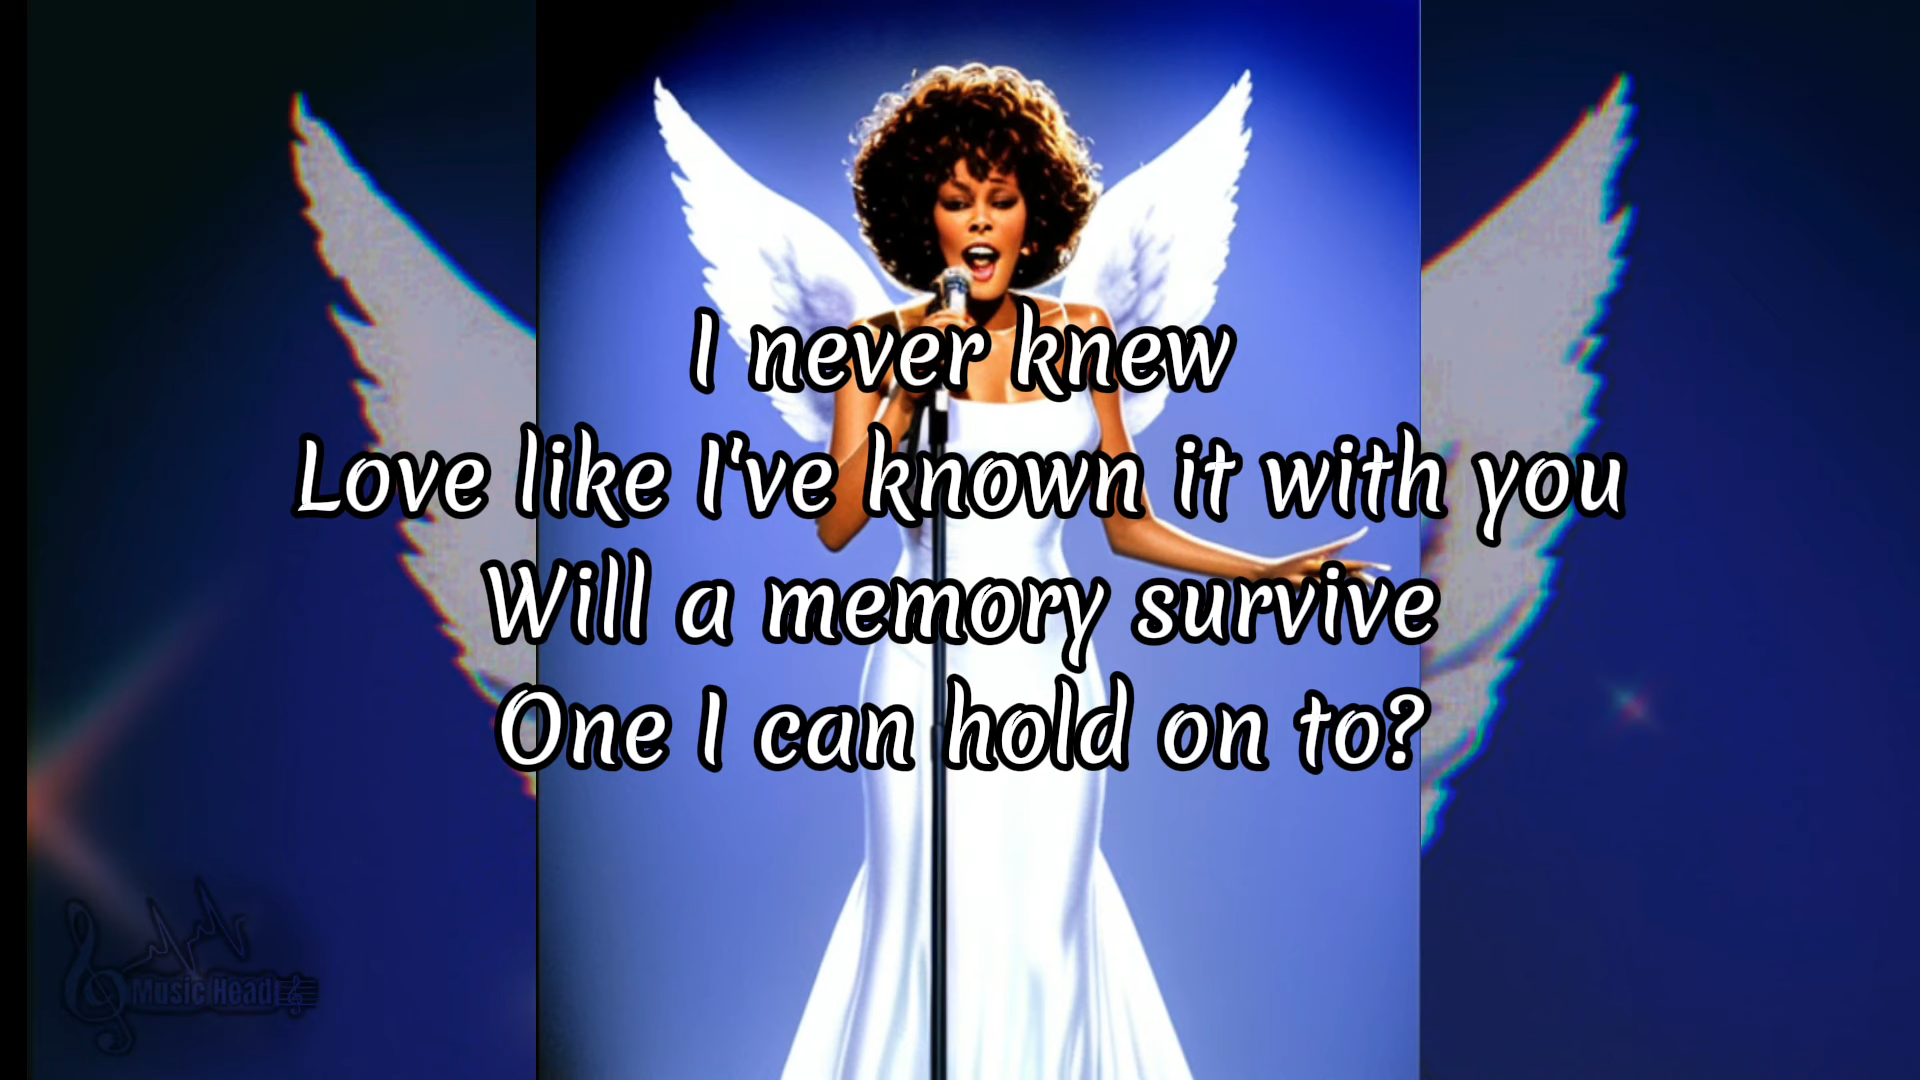 I never knew
Love like I've known it with you
Will a memory survive
One I can hold on to?
Music Head